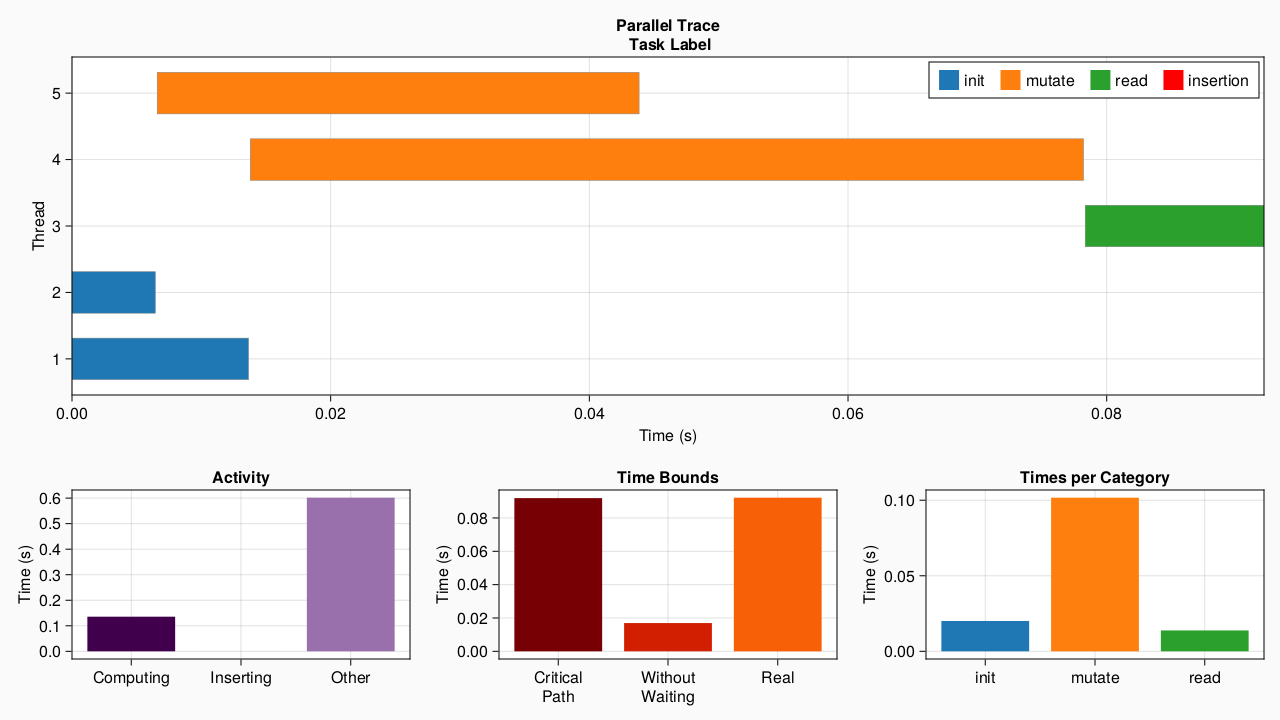 Parallel Trace
Task Label
init mutate read insertion
5
4
3
2
1
Thread
0.00 0.02 0.04 0.06 0.08
Time (s)
Activity
0.6
0.5
0.4
0.3
0.2
0.1
0.0
Time (s)
Computing Inserting Other
Time Bounds
0.08
0.06
0.04
0.02
0.00
Time (s)
Critical Without Real
Path Waiting
Times per Category
0.10
0.05
0.00
Time (s)
init mutate read